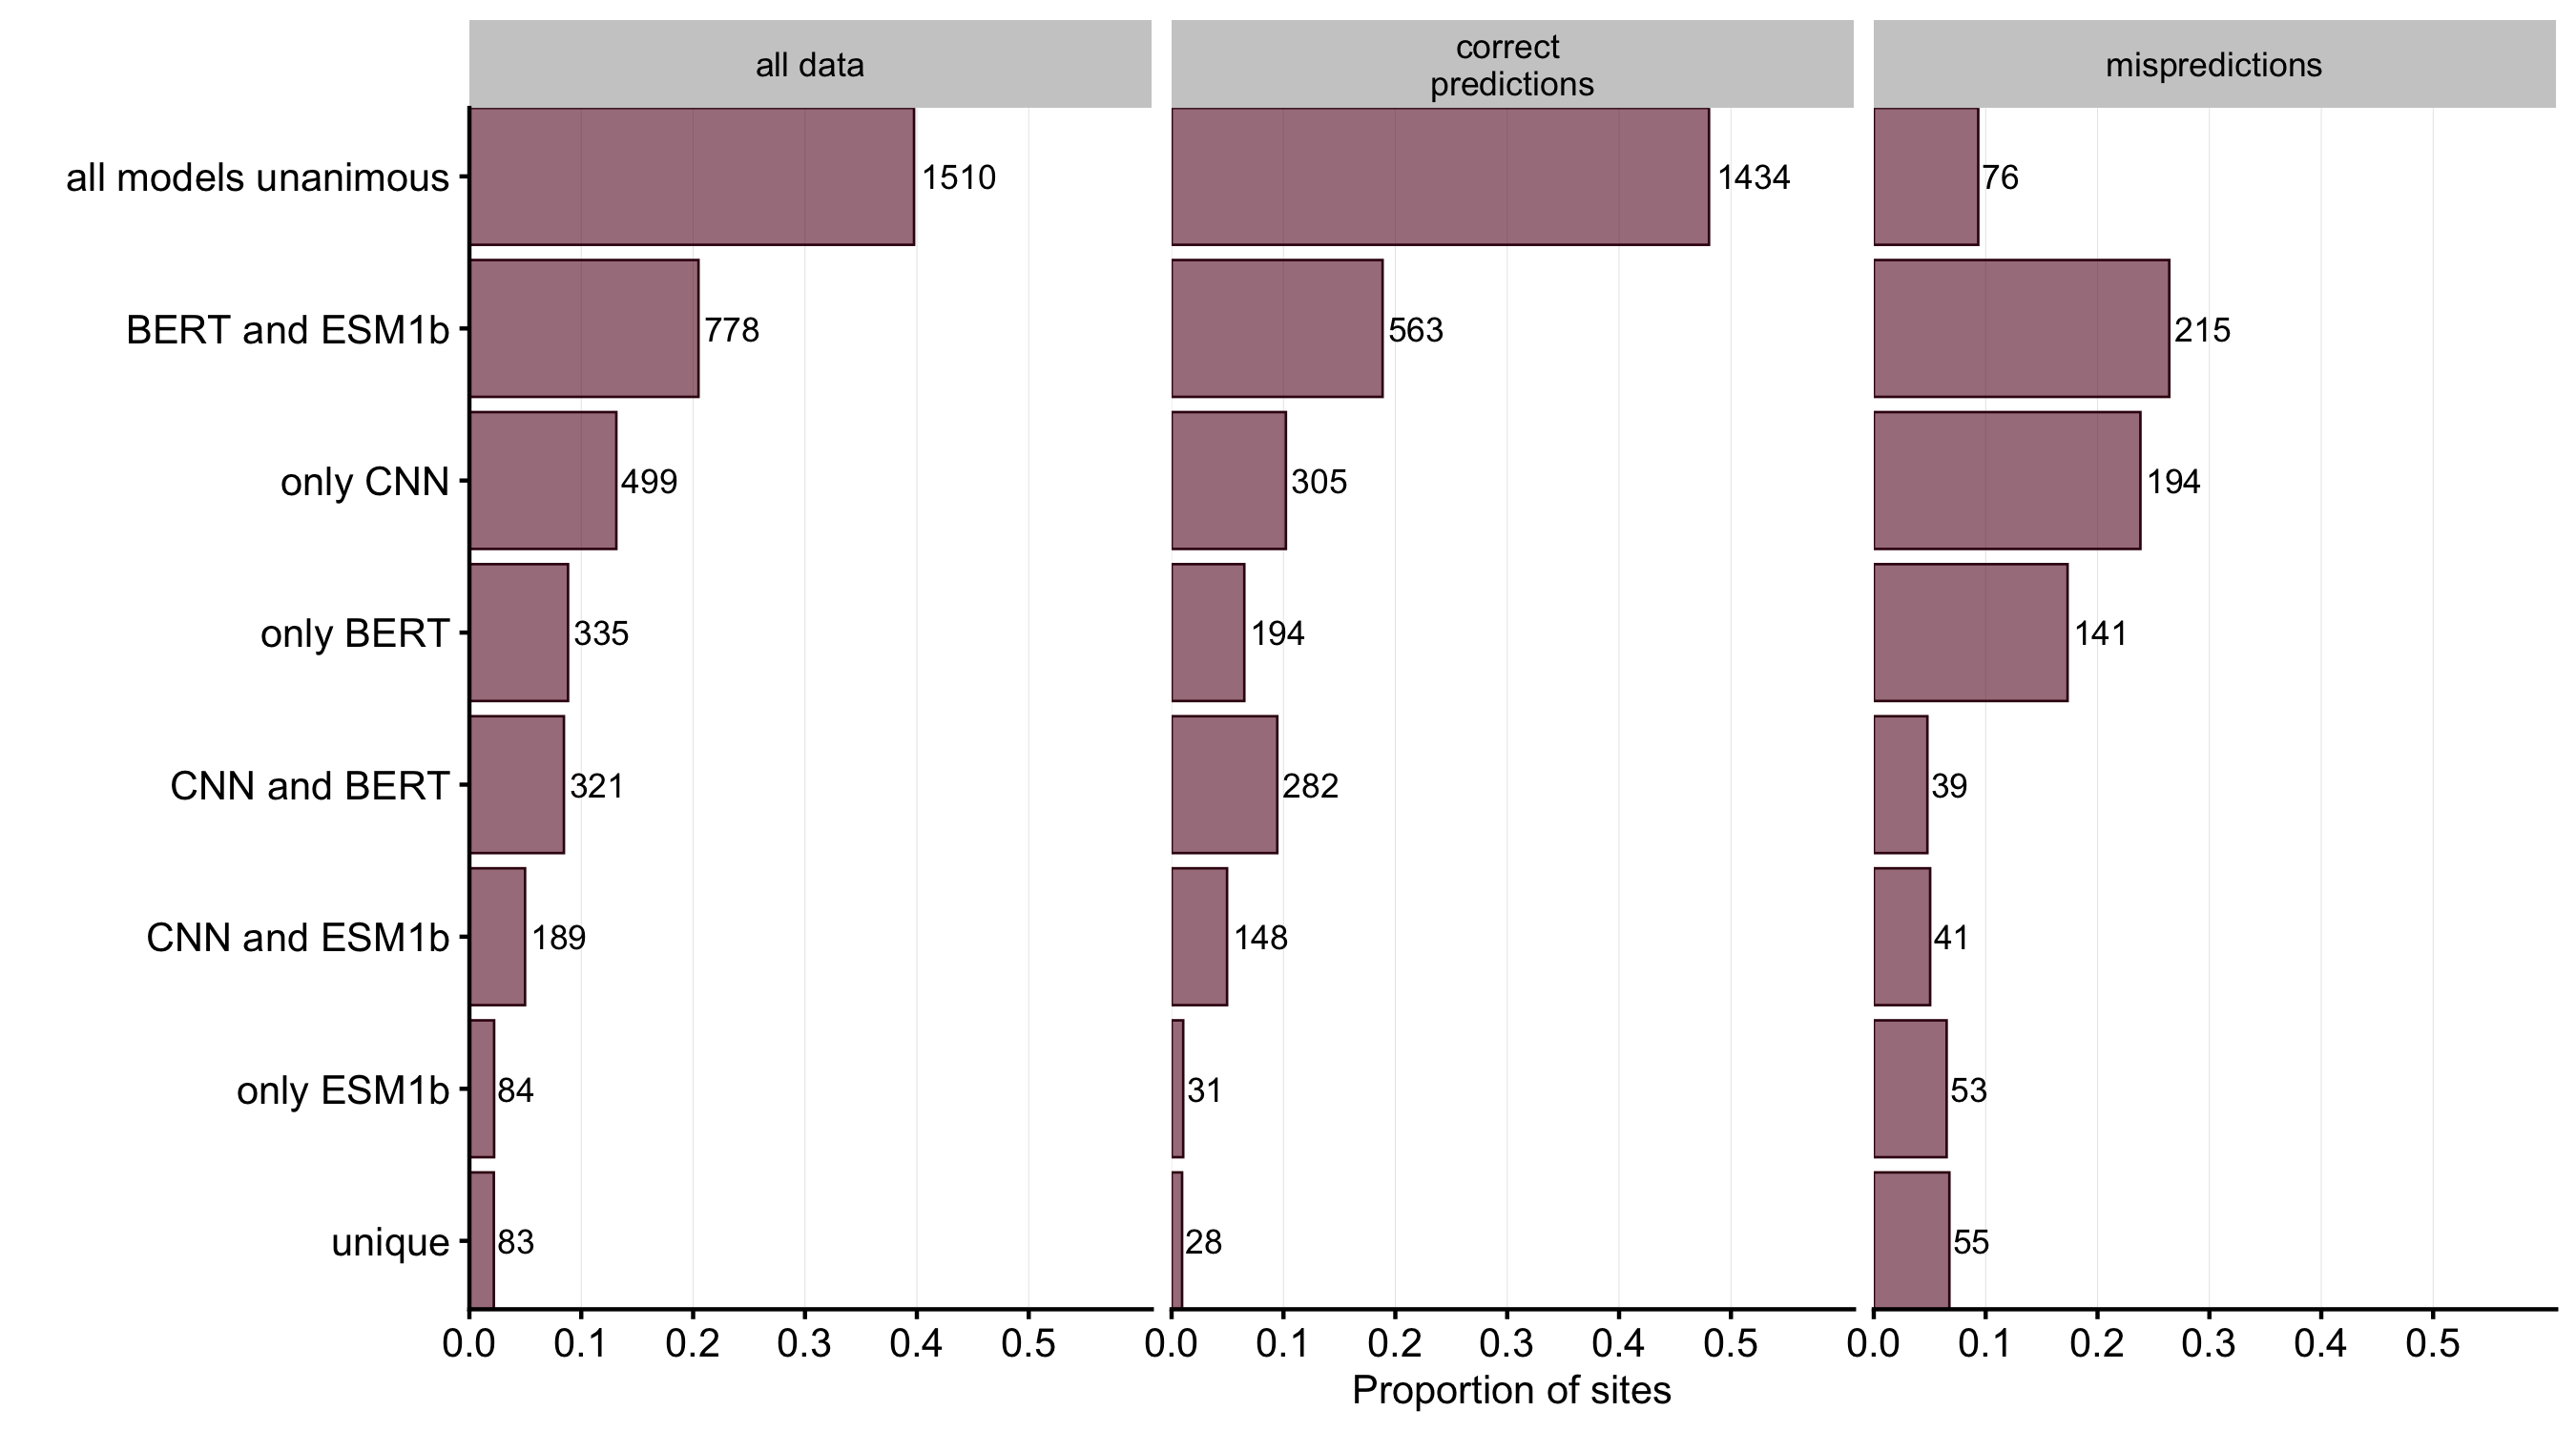 all data
correct
predictions
mispredictions
all models unanimous
1510
1434
76
BERT and ESM1b
778
563
215
only CNN
499
305
194
only BERT
335
194
141
CNN and BERT
321
282
39
CNN and ESM1b
189
148
41
only ESM1b
84
31
53
unique
83
28
55
0.0 0.1 0.2 0.3 0.4 0.5
0.0 0.1 0.2 0.3 0.4 0.5
0.0 0.1 0.2 0.3 0.4 0.5
Proportion of sites